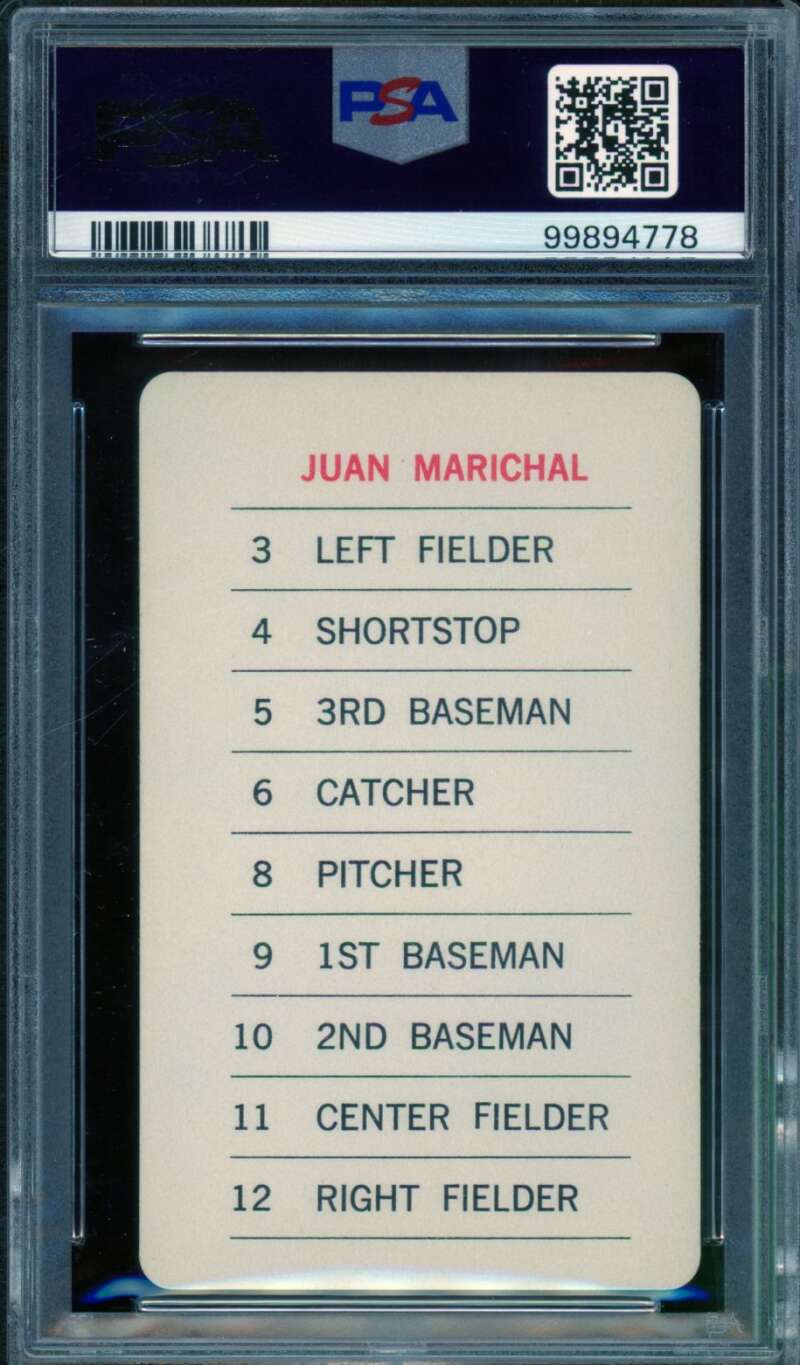 PSA
PSA
99894778
JUAN MARICHAL
3 LEFT FIELDER
4 SHORTSTOP
5 3RD BASEMAN
6 CATCHER
8 PITCHER
9 1ST BASEMAN
10 2ND BASEMAN
11 CENTER FIELDER
12 RIGHT FIELDER